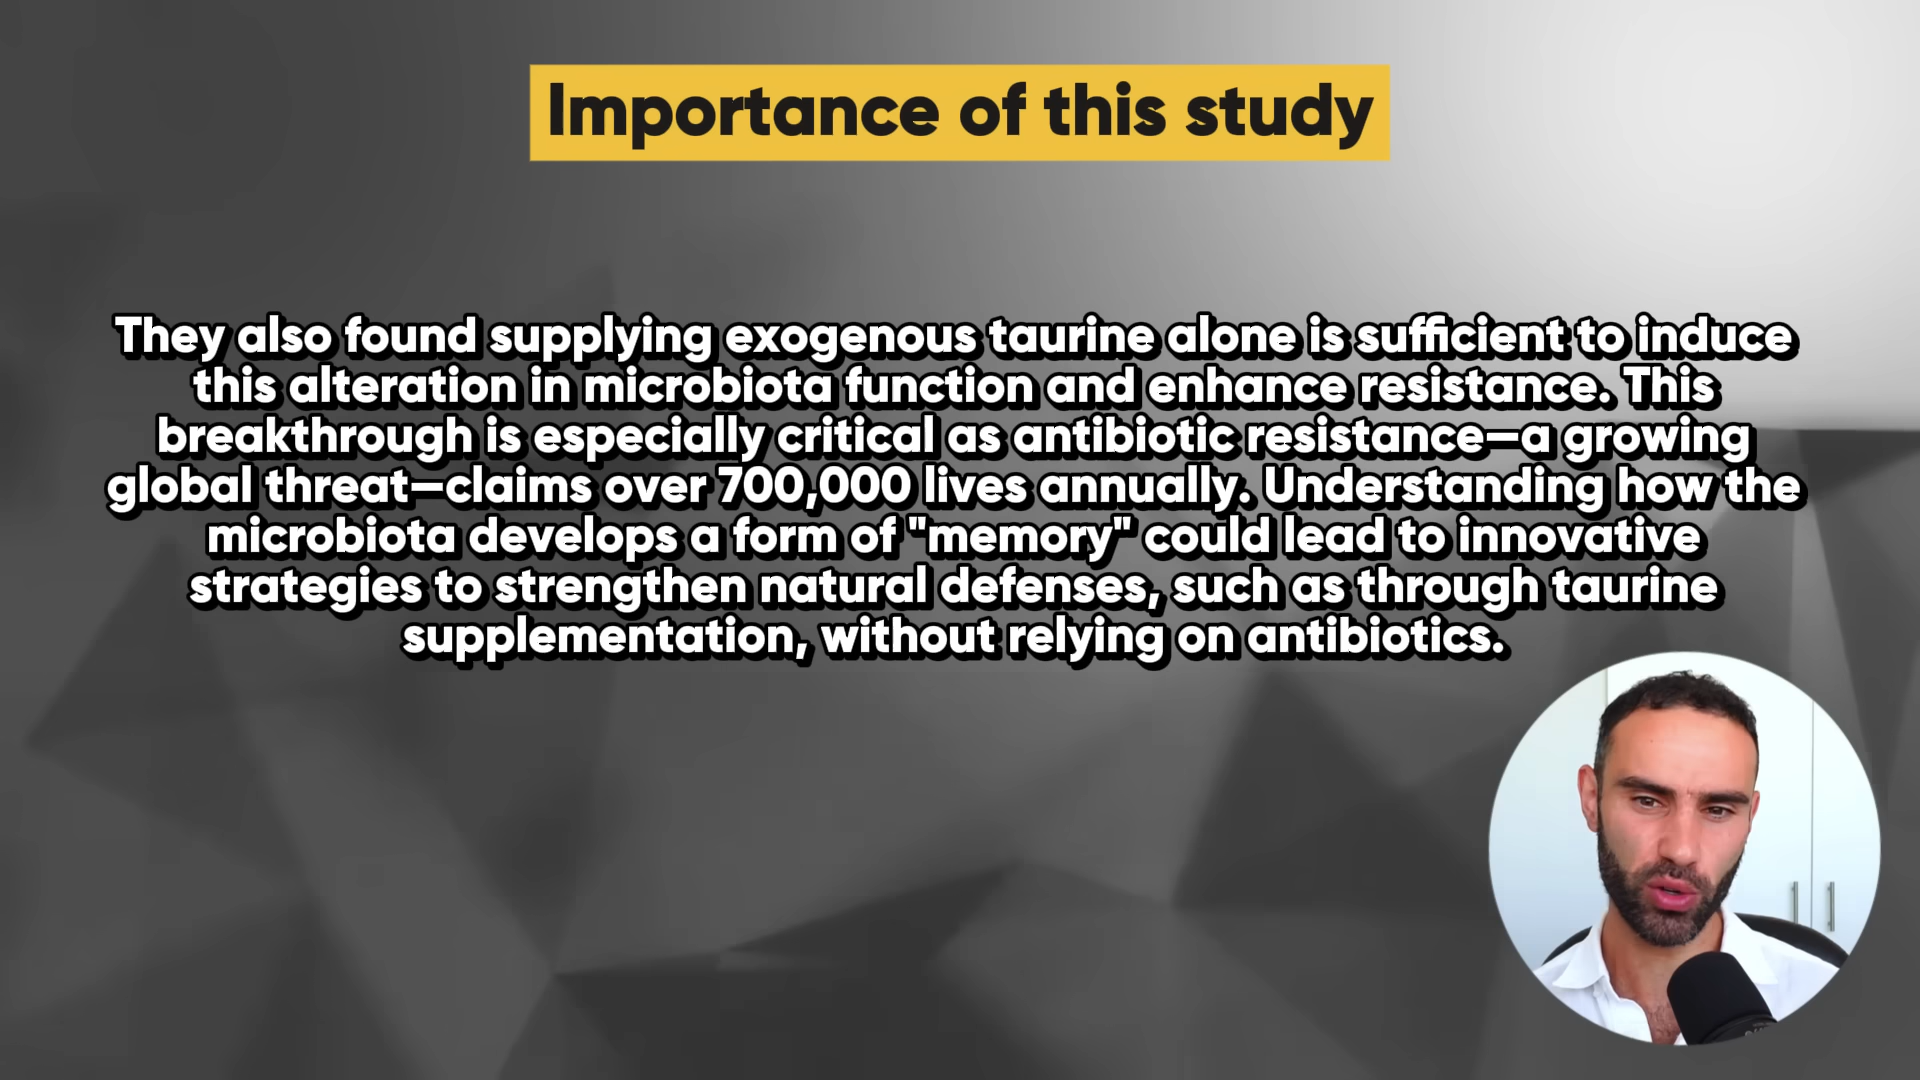 Importance of this study
They also found supplying exogenous taurine alone is sufficient to induce
this alteration in microbiota function and enhance resistance. This
breakthrough is especially critical as antibiotic resistance—a growing
global threat—claims over 700,000 lives annually. Understanding how the
microbiota develops a form of "memory" could lead to innovative
strategies to strengthen natural defenses, such as through taurine
supplementation, without relying on antibiotics.